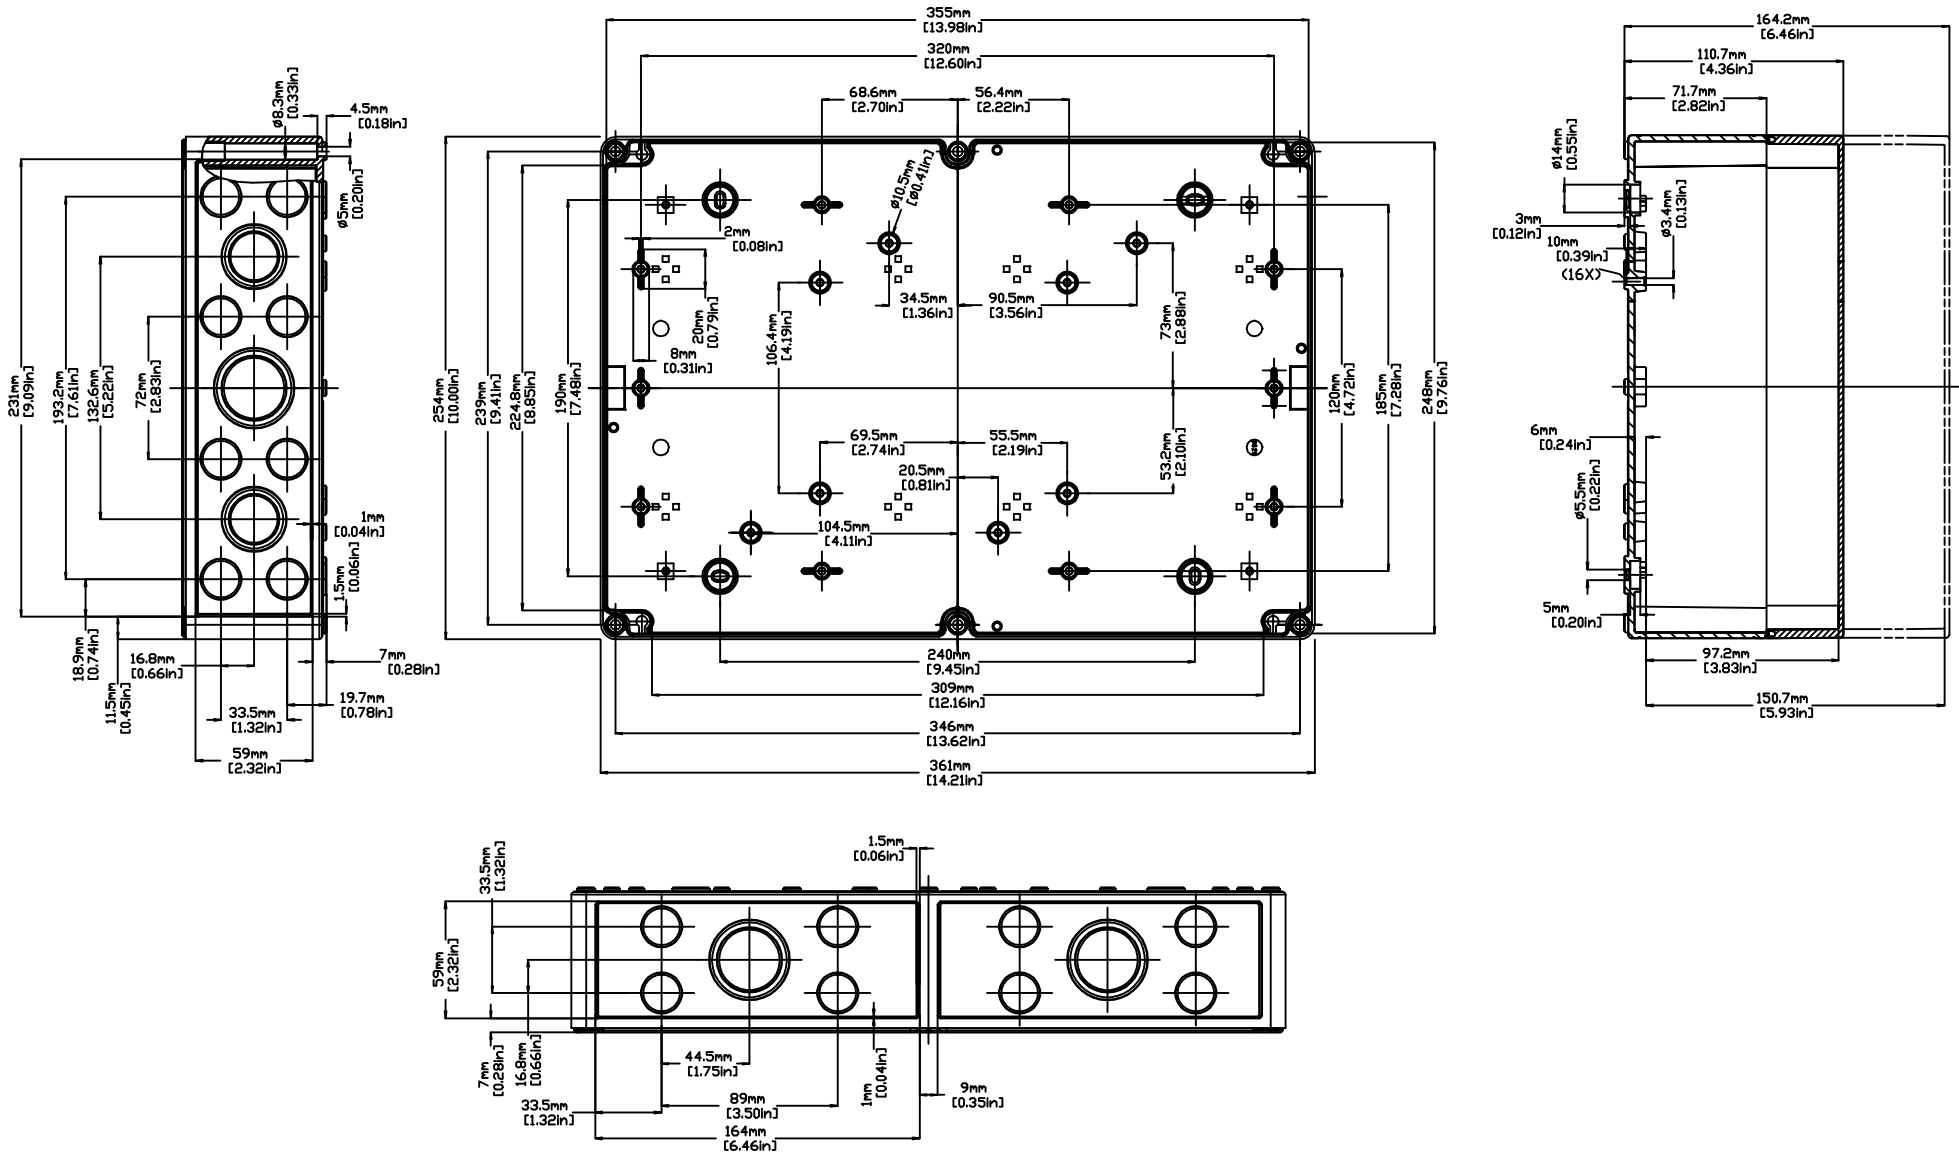 355mm
[13.98in]
320mm
[12.60in]
68.6mm
[2.70in]
56.4mm
[2.22in]
164.2mm
[6.46in]
110.7mm
[4.36in]
71.7mm
[2.82in]
ø8.3mm
[0.33in]
4.5mm
[0.18in]
ø5mm
[0.20in]
231mm
[9.09in]
193.2mm
[7.61in]
132.6mm
[5.22in]
72mm
[2.83in]
1mm
[0.04in]
1.5mm
[0.06in]
18.9mm
[0.74in]
11.5mm
[0.45in]
16.8mm
[0.66in]
7mm
[0.28in]
19.7mm
[0.78in]
33.5mm
[1.32in]
59mm
[2.32in]
254mm
[10.00in]
239mm
[9.41in]
224.8mm
[8.85in]
190mm
[7.48in]
ø10.5mm
[ø0.41in]
2mm
[0.08in]
20mm
[0.79in]
8mm
[0.31in]
106.4mm
[4.19in]
34.5mm
[1.36in]
90.5mm
[3.56in]
73mm
[2.88in]
69.5mm
[2.74in]
55.5mm
[2.19in]
20.5mm
[0.81in]
53.2mm
[2.10in]
104.5mm
[4.11in]
120mm
[4.72in]
185mm
[7.28in]
248mm
[9.76in]
240mm
[9.45in]
309mm
[12.16in]
346mm
[13.62in]
361mm
[14.21in]
ø14mm
[0.55in]
3mm
[0.12in]
10mm
[0.39in]
(16X)
ø3.4mm
[0.13in]
6mm
[0.24in]
ø5.5mm
[0.22in]
5mm
[0.20in]
97.2mm
[3.83in]
150.7mm
[5.93in]
1.5mm
[0.06in]
33.5mm
[1.32in]
59mm
[2.32in]
7mm
[0.28in]
16.8mm
[0.66in]
44.5mm
[1.75in]
33.5mm
[1.32in]
89mm
[3.50in]
164mm
[6.46in]
1mm
[0.04in]
9mm
[0.35in]